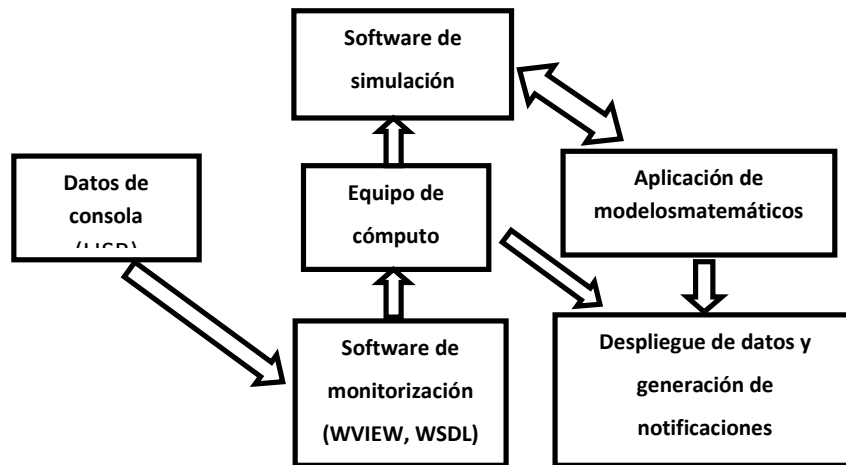 Software de
simulación
Datos de
consola
Equipo de
cómputo
Aplicación de
modelosmatemáticos
Software de
monitorización
(WVIEW, WSDL)
Despliegue de datos y
generación de
notificaciones